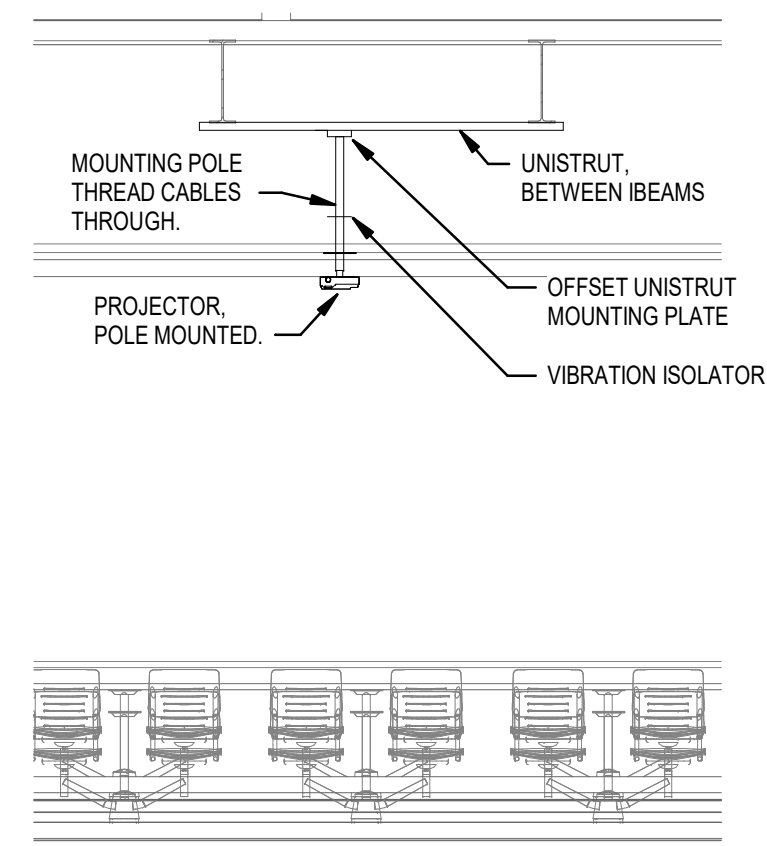 MOUNTING POLE
THREAD CABLES
THROUGH.
UNISTRUT,
BETWEEN IBEAMS
PROJECTOR,
POLE MOUNTED.
OFFSET UNISTRUT
MOUNTING PLATE
VIBRATION ISOLATOR